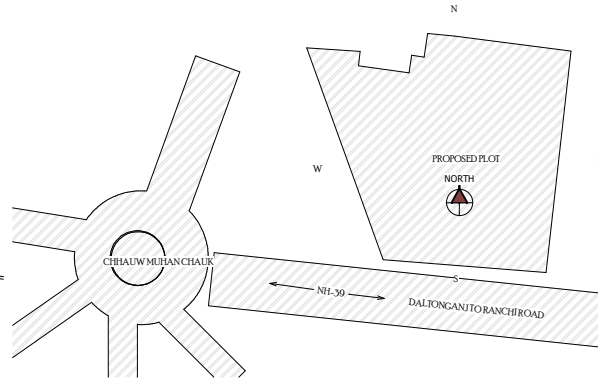 N
PROPOSED PLOT
W
NORTH
CHHAUW MUHAN CHAUK
S
NH-39
DALTONGANJ TO RANCHI ROAD